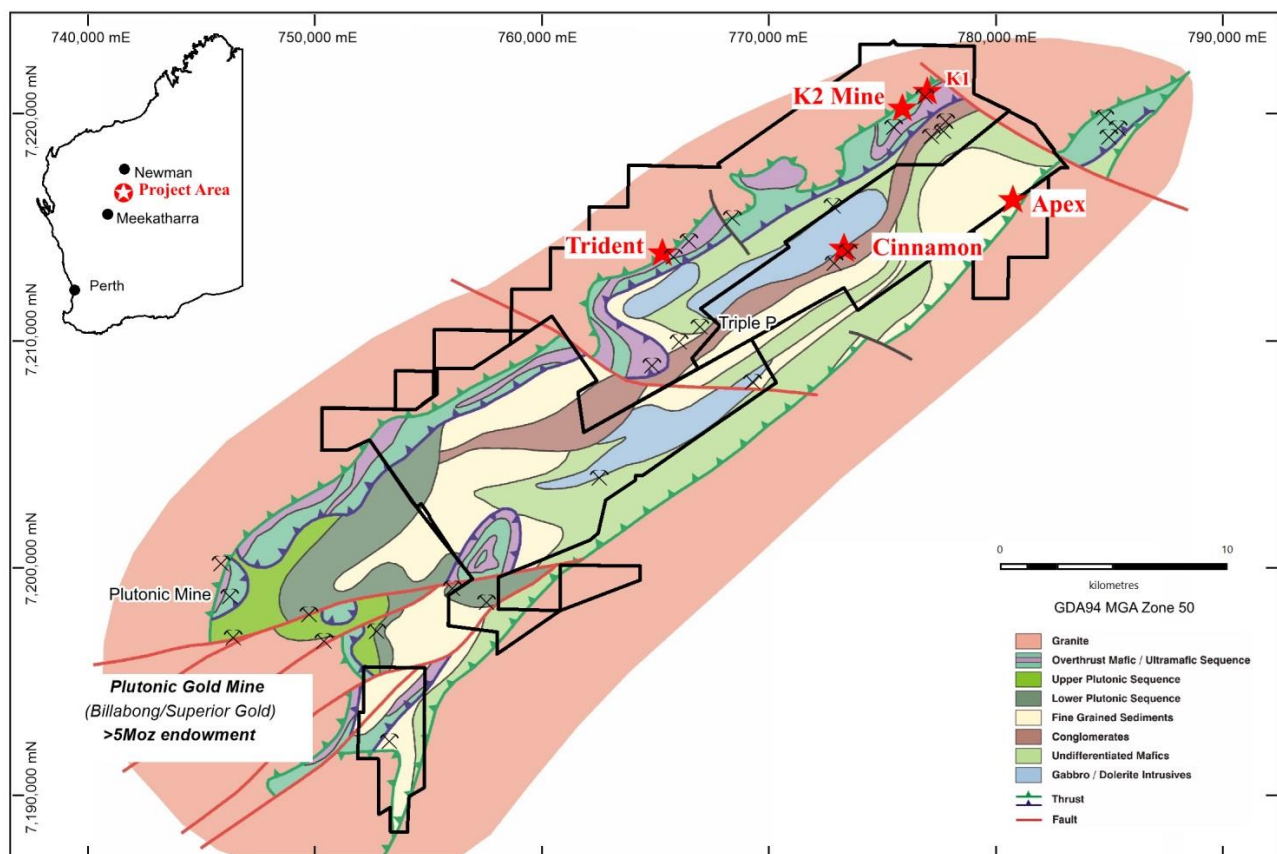 740,000 mE
750,000 mE
760,000 mE
770,000 mE
780,000 mE
790,000 mE
7,220,000 mN
7,210,000 mN
7,200,000 mN
7,190,000 mN
Newman
Project Area
Meekatharra
Perth
K1
K2 Mine
Apex
Trident
Cinnamon
Triple P
Plutonic Mine
Plutonic Gold Mine
(Billabong/Superior Gold)
>5Moz endowment
0 10
kilometres
GDA94 MGA Zone 50
Granite
Overthrust Mafic / Ultramafic Sequence
Upper Plutonic Sequence
Lower Plutonic Sequence
Fine Grained Sediments
Conglomerates
Undifferentiated Mafics
Gabbro / Dolerite Intrusives
Thrust
Fault